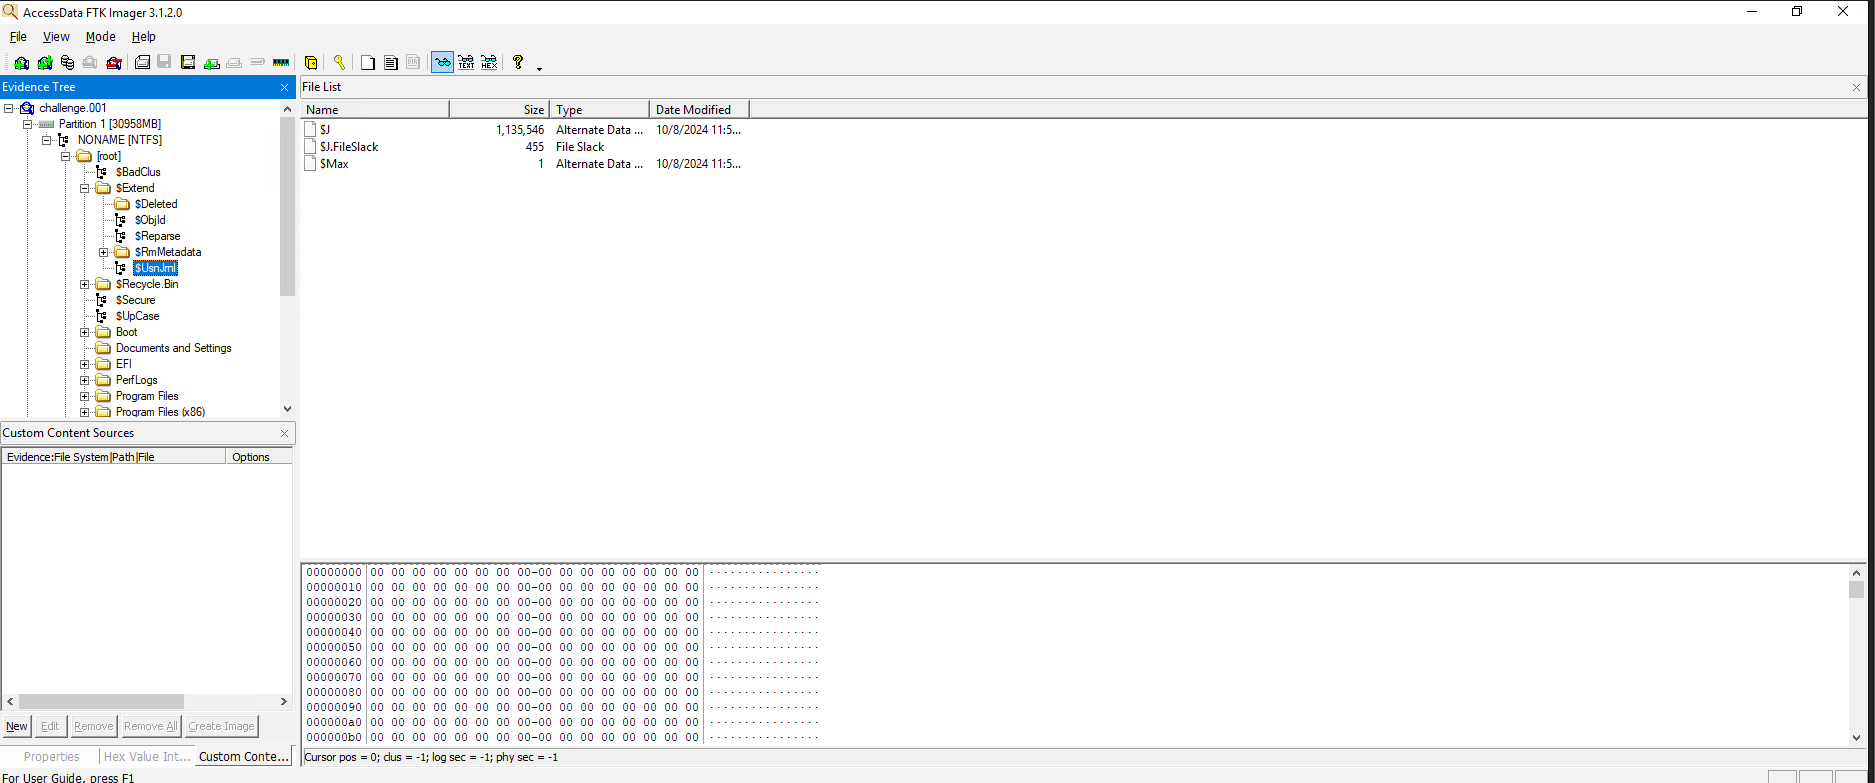 AccessData FTK Imager 3.1.2.0
File View Mode Help
TEXT HEX
Evidence Tree
challenge.001
Partition 1 [30958MB]
NONAME [NTFS]
[root]
$BadClus
$Extend
$Deleted
$ObjId
$Reparse
$RmMetadata
$UsnJrnl
$Recycle.Bin
$Secure
$UpCase
Boot
Documents and Settings
EFI
PerfLogs
Program Files
Program Files (x86)
Custom Content Sources
Evidence:File System|Path|File Options
New Edit Remove Remove All Create Image
Properties Hex Value Int... Custom Conte...
For User Guide, press F1
File List
Name Size Type Date Modified
$J 1,135,546 Alternate Data ... 10/8/2024 11:5...
$J.FileSlack 455 File Slack
$Max 1 Alternate Data ... 10/8/2024 11:5...
00000000 00 00 00 00 00 00 00 00-00 00 00 00 00 00 00 00 ................
00000010 00 00 00 00 00 00 00 00-00 00 00 00 00 00 00 00 ................
00000020 00 00 00 00 00 00 00 00-00 00 00 00 00 00 00 00 ................
00000030 00 00 00 00 00 00 00 00-00 00 00 00 00 00 00 00 ................
00000040 00 00 00 00 00 00 00 00-00 00 00 00 00 00 00 00 ................
00000050 00 00 00 00 00 00 00 00-00 00 00 00 00 00 00 00 ................
00000060 00 00 00 00 00 00 00 00-00 00 00 00 00 00 00 00 ................
00000070 00 00 00 00 00 00 00 00-00 00 00 00 00 00 00 00 ................
00000080 00 00 00 00 00 00 00 00-00 00 00 00 00 00 00 00 ................
00000090 00 00 00 00 00 00 00 00-00 00 00 00 00 00 00 00 ................
000000a0 00 00 00 00 00 00 00 00-00 00 00 00 00 00 00 00 ................
000000b0 00 00 00 00 00 00 00 00-00 00 00 00 00 00 00 00 ................
Cursor pos = 0; clus = -1; log sec = -1; phy sec = -1